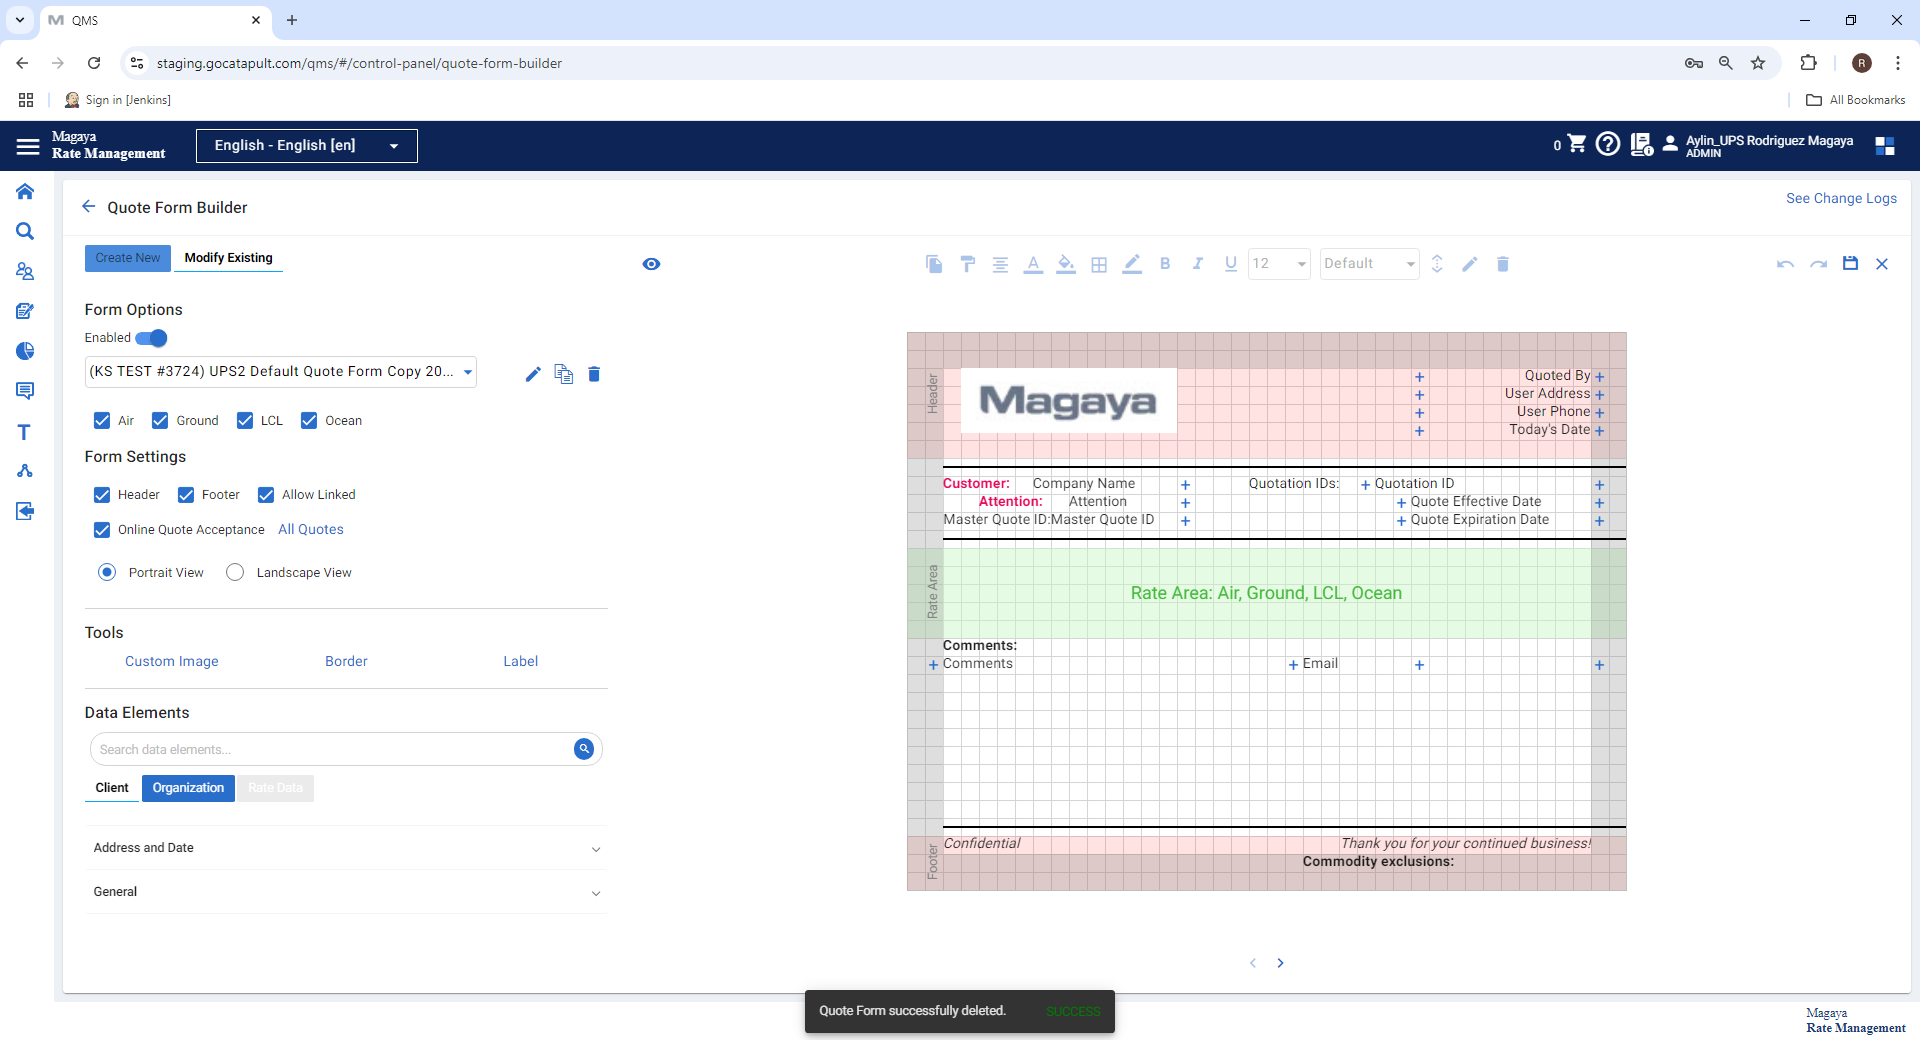 QMS
staging.gocatapult.com/qms/#/control-panel/quote-form-builder
R
Sign in [Jenkins]
All Bookmarks
Magaya
Rate Management
English - English [en]
0
Aylin_UPS Rodriguez Magaya
ADMIN
Quote Form Builder
See Change Logs
Create New
Modify Existing
A
B
I
U
12
Default
Form Options
Enabled
(KS TEST #3724) UPS2 Default Quote Form Copy 20...
Air
Ground
LCL
Ocean
Form Settings
Header
Footer
Allow Linked
Online Quote Acceptance
All Quotes
Portrait View
Landscape View
Tools
Custom Image
Border
Label
Data Elements
Search data elements...
Client
Organization
Rate Data
Address and Date
General
Header
Magaya
Quoted By
User Address
User Phone
Today's Date
Customer: Company Name
Quotation IDs: Quotation ID
Attention: Attention
Quote Effective Date
Master Quote ID:Master Quote ID
Quote Expiration Date
Rate Area
Rate Area: Air, Ground, LCL, Ocean
Comments:
Comments
Email
Footer
Confidential
Thank you for your continued business!
Commodity exclusions:
Quote Form successfully deleted.
SUCCESS
Magaya
Rate Management